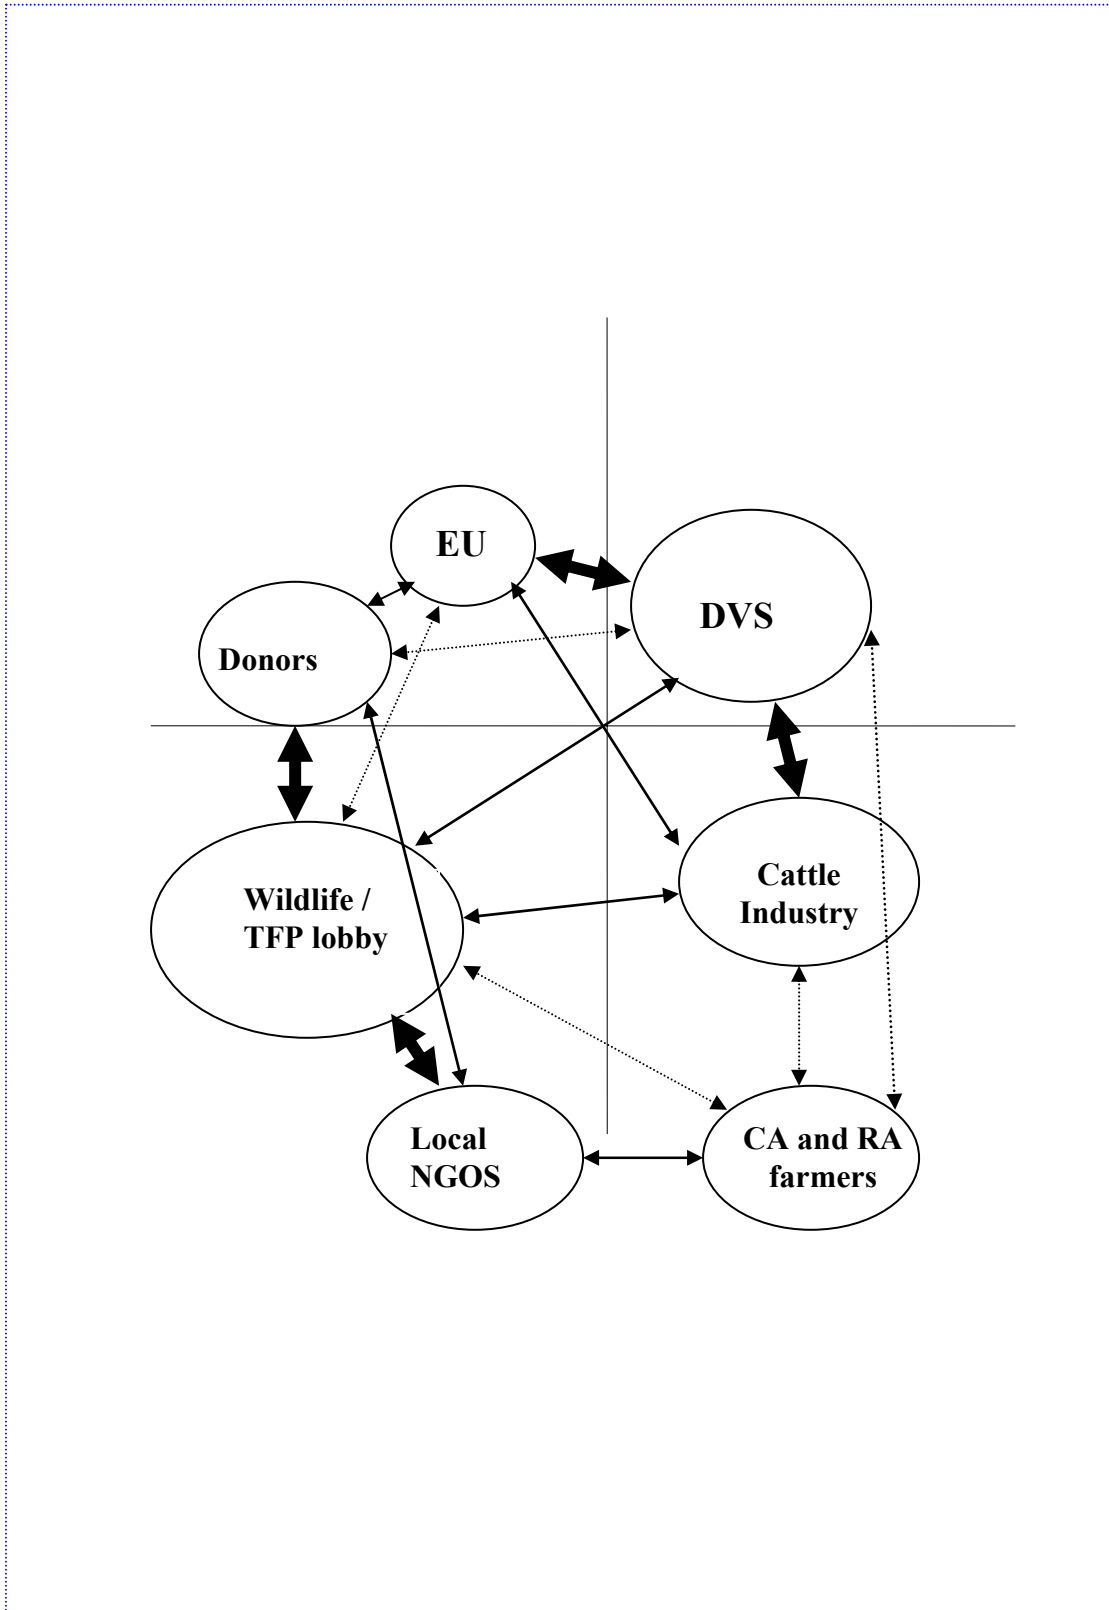 EU
DVS
Donors
Cattle
Industry
Wildlife /
TFP lobby
Local
NGOS
CA and RA
farmers